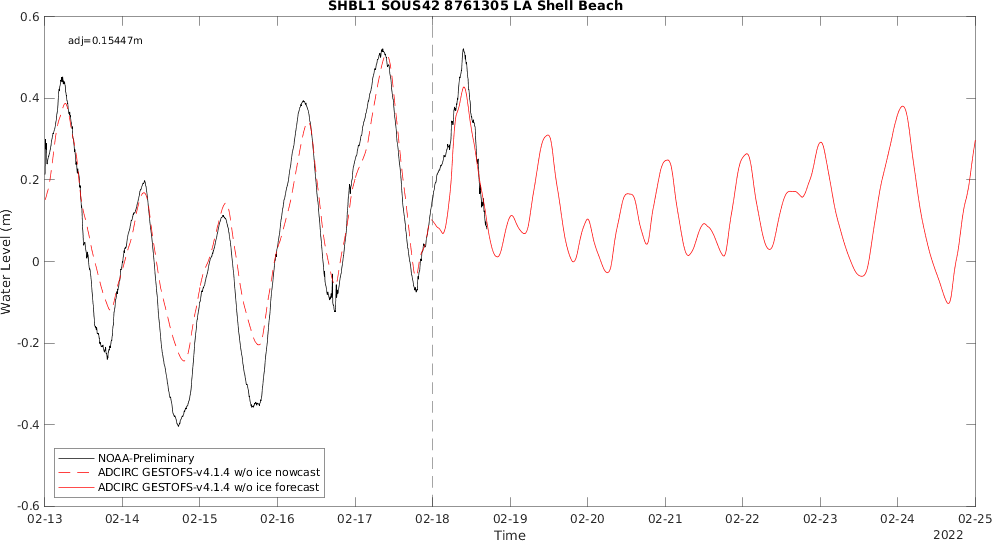 SHBL1 SOUS42 8761305 LA Shell Beach
adj=0.15447m
0.6
0.4
0.2
0
-0.2
-0.4
-0.6
Water Level (m)
NOAA-Preliminary
ADCIRC GESTOFS-v4.1.4 w/o ice nowcast
ADCIRC GESTOFS-v4.1.4 w/o ice forecast
02-13 02-14 02-15 02-16 02-17 02-18 02-19 02-20 02-21 02-22 02-23 02-24 02-25
Time
2022